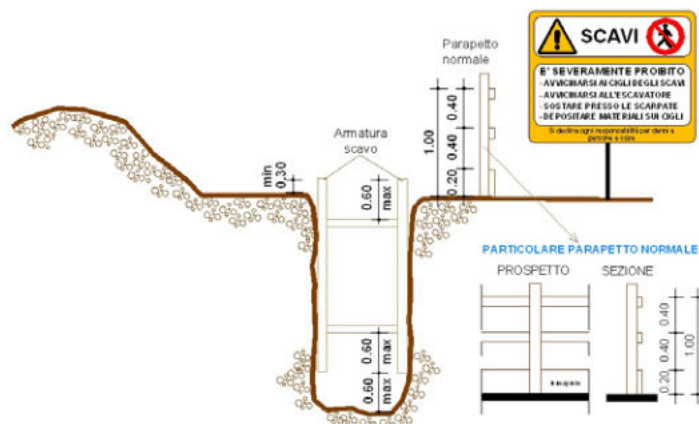 SCAVI
E' SEVERAMENTE PROIBITO
- AVVICINARSI AI CIGLI DEGLI SCAVI
- AVVICINARSI ALL'ESCAVATORE
- SOSTARE PRESSO LE SCARPATE
- DEPOSITARE MATERIALI SUI CIGLI
Si declina ogni responsabilità per danni a
persone o cose
Parapetto
normale
0.40
1.00
0.40
0.20
Armatura
scavo
min
0.30
0.60
max
PARTICOLARE PARAPETTO NORMALE
PROSPETTO
SEZIONE
0.40
0.40
1.00
0.20
0.60
max
0.60
max